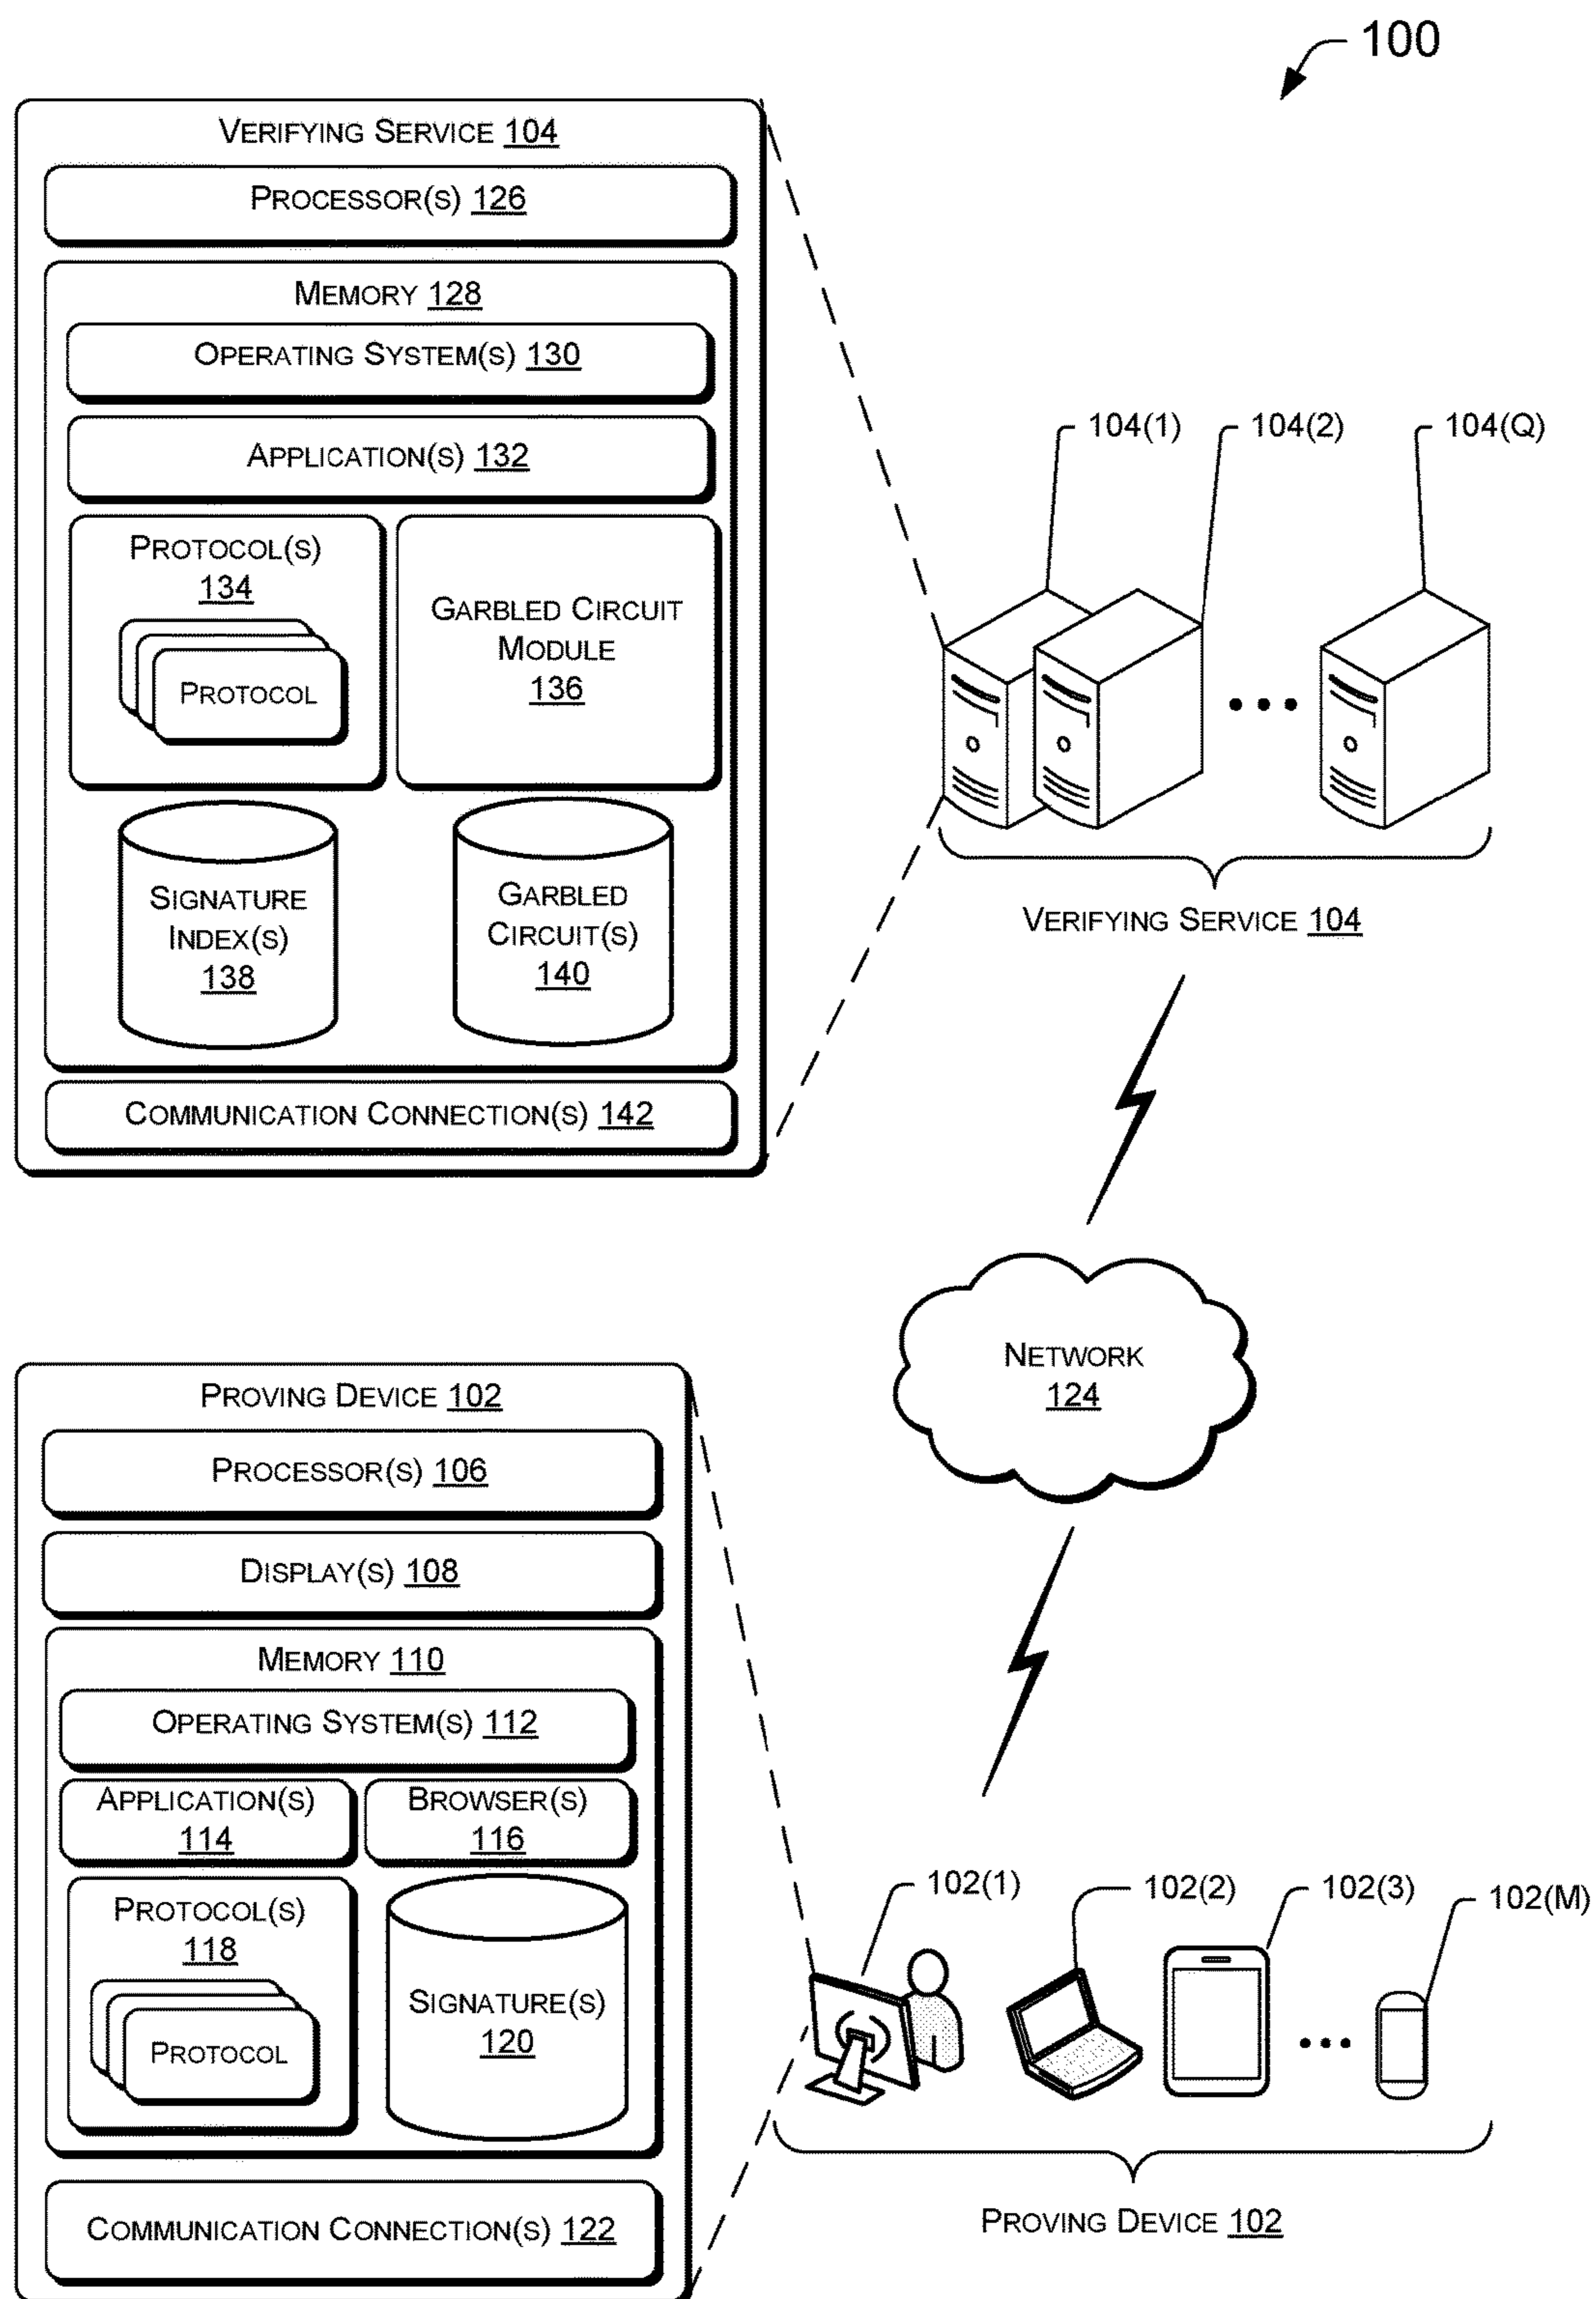 100
VERIFYING SERVICE 104
PROCESSOR(S) 126
MEMORY 128
OPERATING SYSTEM(S) 130
APPLICATION(S) 132
PROTOCOL(S)
134
PROTOCOL
GARBLED CIRCUIT
MODULE
136
SIGNATURE
INDEX(S)
138
GARBLED
CIRCUIT(S)
140
COMMUNICATION CONNECTION(S) 142
104(1)
104(2)
104(Q)
VERIFYING SERVICE 104
NETWORK
124
PROVING DEVICE 102
PROCESSOR(S) 106
DISPLAY(S) 108
MEMORY 110
OPERATING SYSTEM(S) 112
APPLICATION(S)
114
BROWSER(S)
116
PROTOCOL(S)
118
PROTOCOL
SIGNATURE(S)
120
COMMUNICATION CONNECTION(S) 122
102(1)
102(2)
102(3)
102(M)
PROVING DEVICE 102